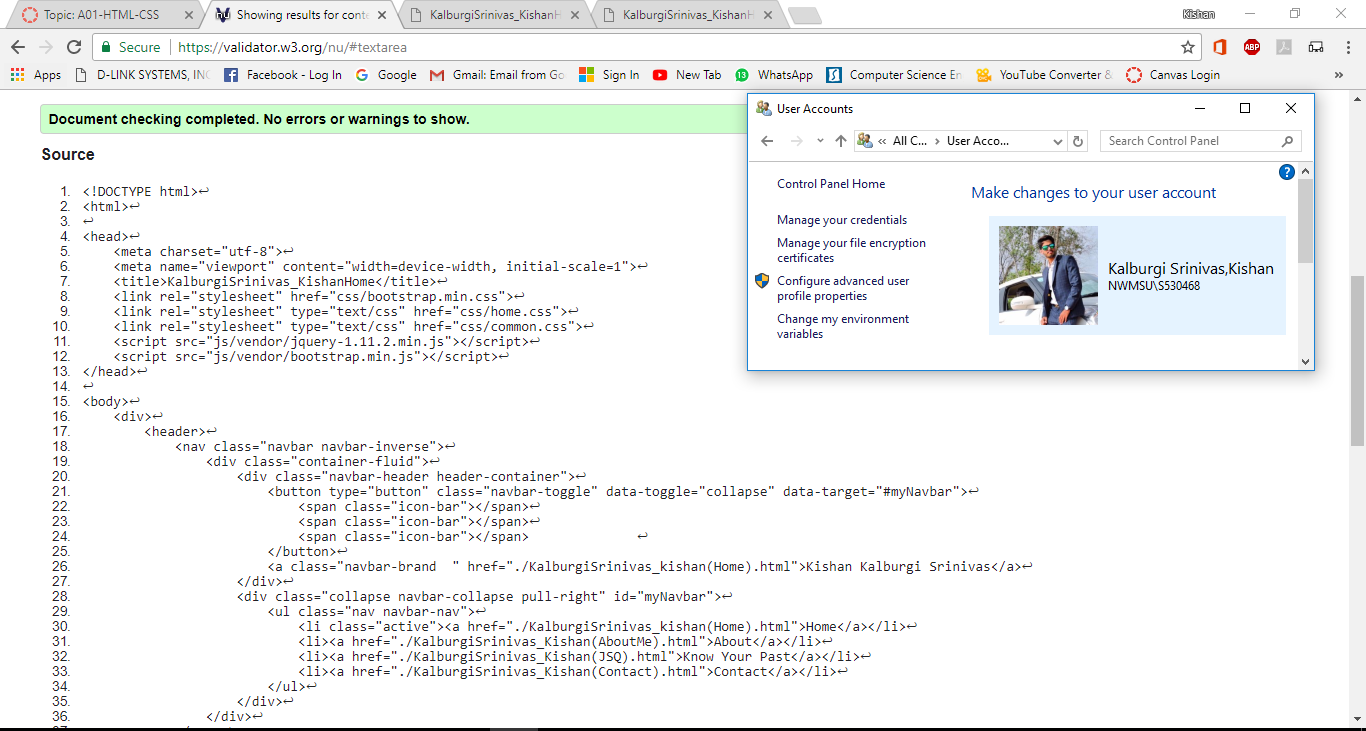 Topic: A01-HTML-CSS
Showing results for conte
KalburgiSrinivas_KishanH
KalburgiSrinivas_KishanH
Kishan
Secure
https://validator.w3.org/nu/#textarea
ABP
Apps
D-LINK SYSTEMS, INC
Facebook - Log In
Google
Gmail: Email from Go
Sign In
New Tab
WhatsApp
Computer Science En
YouTube Converter &
Canvas Login
»
Document checking completed. No errors or warnings to show.
Source
1. <!DOCTYPE html>↩
2. <html>↩
3. ↩
4. <head>↩
5. <meta charset="utf-8">↩
6. <meta name="viewport" content="width=device-width, initial-scale=1">↩
7. <title>KalburgiSrinivas_KishanHome</title>↩
8. <link rel="stylesheet" href="css/bootstrap.min.css">↩
9. <link rel="stylesheet" type="text/css" href="css/home.css">↩
10. <link rel="stylesheet" type="text/css" href="css/common.css">↩
11. <script src="js/vendor/jquery-1.11.2.min.js"></script>↩
12. <script src="js/vendor/bootstrap.min.js"></script>↩
13. </head>↩
14. ↩
15. <body>↩
16. <div>↩
17. <header>↩
18. <nav class="navbar navbar-inverse">↩
19. <div class="container-fluid">↩
20. <div class="navbar-header header-container">↩
21. <button type="button" class="navbar-toggle" data-toggle="collapse" data-target="#myNavbar">↩
22. <span class="icon-bar"></span>↩
23. <span class="icon-bar"></span>↩
24. <span class="icon-bar"></span> ↩
25. </button>↩
26. <a class="navbar-brand  " href="./KalburgiSrinivas_kishan(Home).html">Kishan Kalburgi Srinivas</a>↩
27. </div>↩
28. <div class="collapse navbar-collapse pull-right" id="myNavbar">↩
29. <ul class="nav navbar-nav">↩
30. <li class="active"><a href="./KalburgiSrinivas_kishan(Home).html">Home</a></li>↩
31. <li><a href="./KalburgiSrinivas_Kishan(AboutMe).html">About</a></li>↩
32. <li><a href="./KalburgiSrinivas_Kishan(JSQ).html">Know Your Past</a></li>↩
33. <li><a href="./KalburgiSrinivas_Kishan(Contact).html">Contact</a></li>↩
34. </ul>↩
35. </div>↩
36. </div>↩
User Accounts
« All C... › User Acco...
Search Control Panel
Control Panel Home
Manage your credentials
Manage your file encryption
certificates
Configure advanced user
profile properties
Change my environment
variables
Make changes to your user account
Kalburgi Srinivas,Kishan
NWMSU\S530468
?